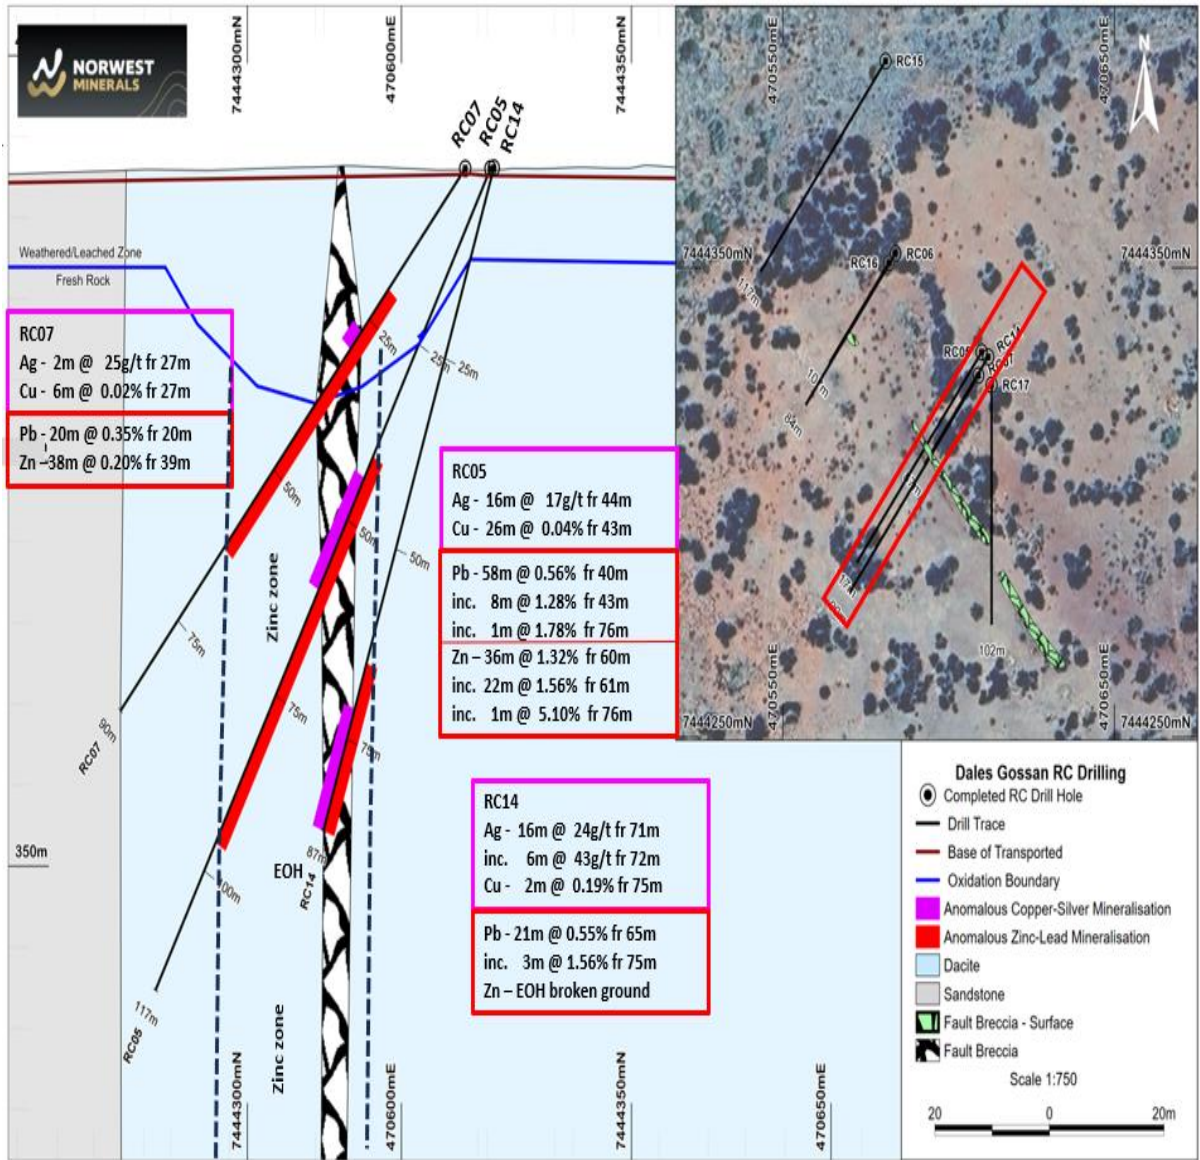 NORWEST
MINERALS
7444300mN
470600mE
7444350mN
RC07
RC05
RC14
Weathered/Leached Zone
Fresh Rock
RC07
Ag - 2m @ 25g/t fr 27m
Cu - 6m @ 0.02% fr 27m
Pb - 20m @ 0.35% fr 20m
Zn –38m @ 0.20% fr 39m
25m
25m
25m
50m
50m
50m
75m
75m
75m
90m
RC07
Zinc zone
RC05
Ag - 16m @ 17g/t fr 44m
Cu - 26m @ 0.04% fr 43m
Pb - 58m @ 0.56% fr 40m
inc. 8m @ 1.28% fr 43m
inc. 1m @ 1.78% fr 76m
Zn – 36m @ 1.32% fr 60m
inc. 22m @ 1.56% fr 61m
inc. 1m @ 5.10% fr 76m
RC14
Ag - 16m @ 24g/t fr 71m
inc. 6m @ 43g/t fr 72m
Cu - 2m @ 0.19% fr 75m
Pb - 21m @ 0.55% fr 65m
inc. 3m @ 1.56% fr 75m
Zn – EOH broken ground
350m
87m
EOH
RC14
100m
117m
RC05
Zinc zone
7444300mN
470600mE
7444350mN
470650mE
470550mE
470650mE
N
RC15
7444350mN
7444350mN
RC16
RC06
117m
RC05
RC14
RC07
RC17
84m
102m
470550mE
470650mE
7444250mN
7444250mN
Dales Gossan RC Drilling
Completed RC Drill Hole
Drill Trace
Base of Transported
Oxidation Boundary
Anomalous Copper-Silver Mineralisation
Anomalous Zinc-Lead Mineralisation
Dacite
Sandstone
Fault Breccia - Surface
Fault Breccia
Scale 1:750
20
0
20m